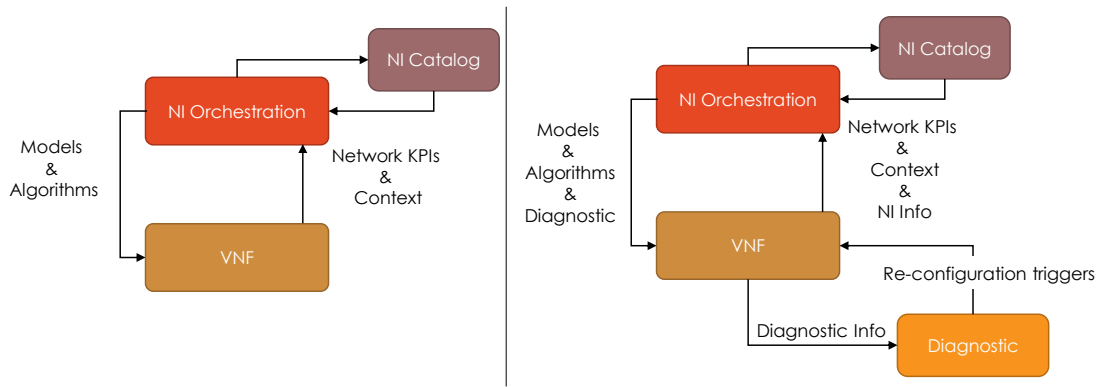 NI Catalog
NI Orchestration
Models
&
Algorithms
Network KPIs
&
Context
VNF
NI Catalog
NI Orchestration
Models
&
Algorithms
&
Diagnostic
Network KPIs
&
Context
&
NI Info
VNF
Re-configuration triggers
Diagnostic Info
Diagnostic